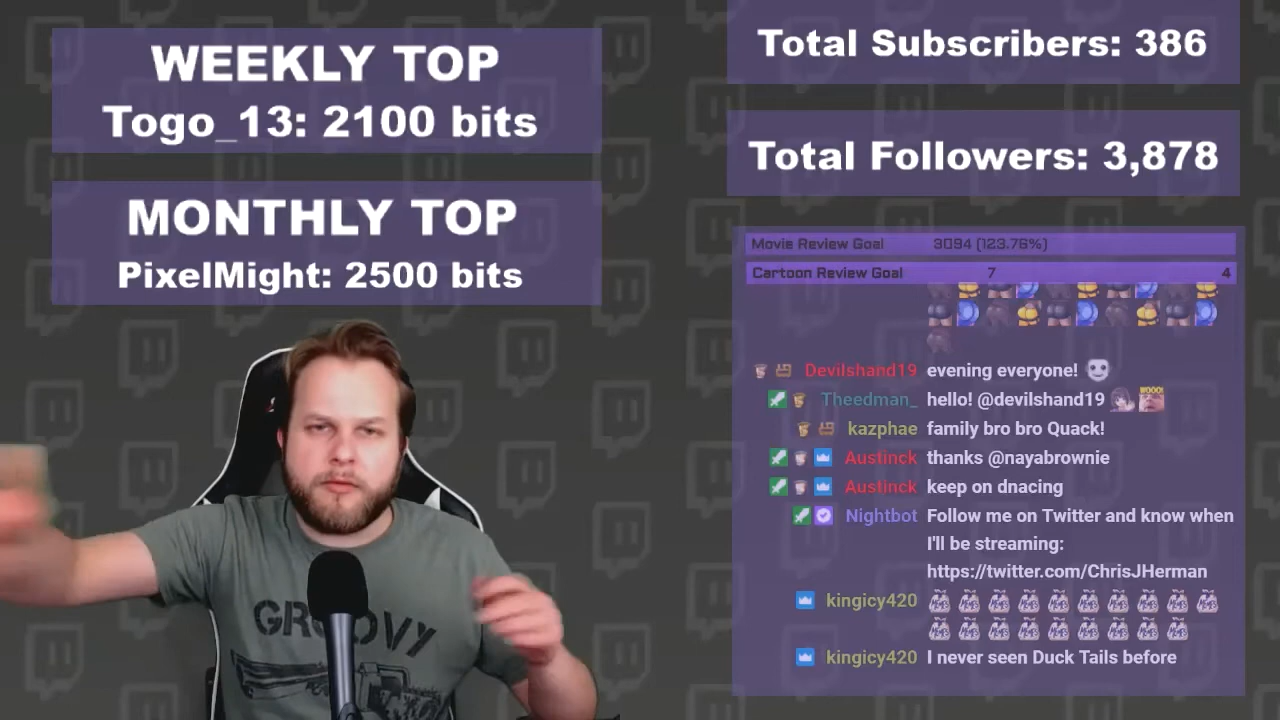 WEEKLY TOP
Togo_13: 2100 bits
MONTHLY TOP
PixelMight: 2500 bits
Total Subscribers: 386
Total Followers: 3,878
Movie Review Goal 3094 (123.76%)
Cartoon Review Goal 7 4
Devilshand19 evening everyone!
Theedman_ hello! @devilshand19
kazphae family bro bro Quack!
Austinck thanks @nayabrownie
Austinck keep on dnacing
Nightbot Follow me on Twitter and know when
I'll be streaming:
https://twitter.com/ChrisJHerman
kingicy420
kingicy420 I never seen Duck Tails before
GROOVY